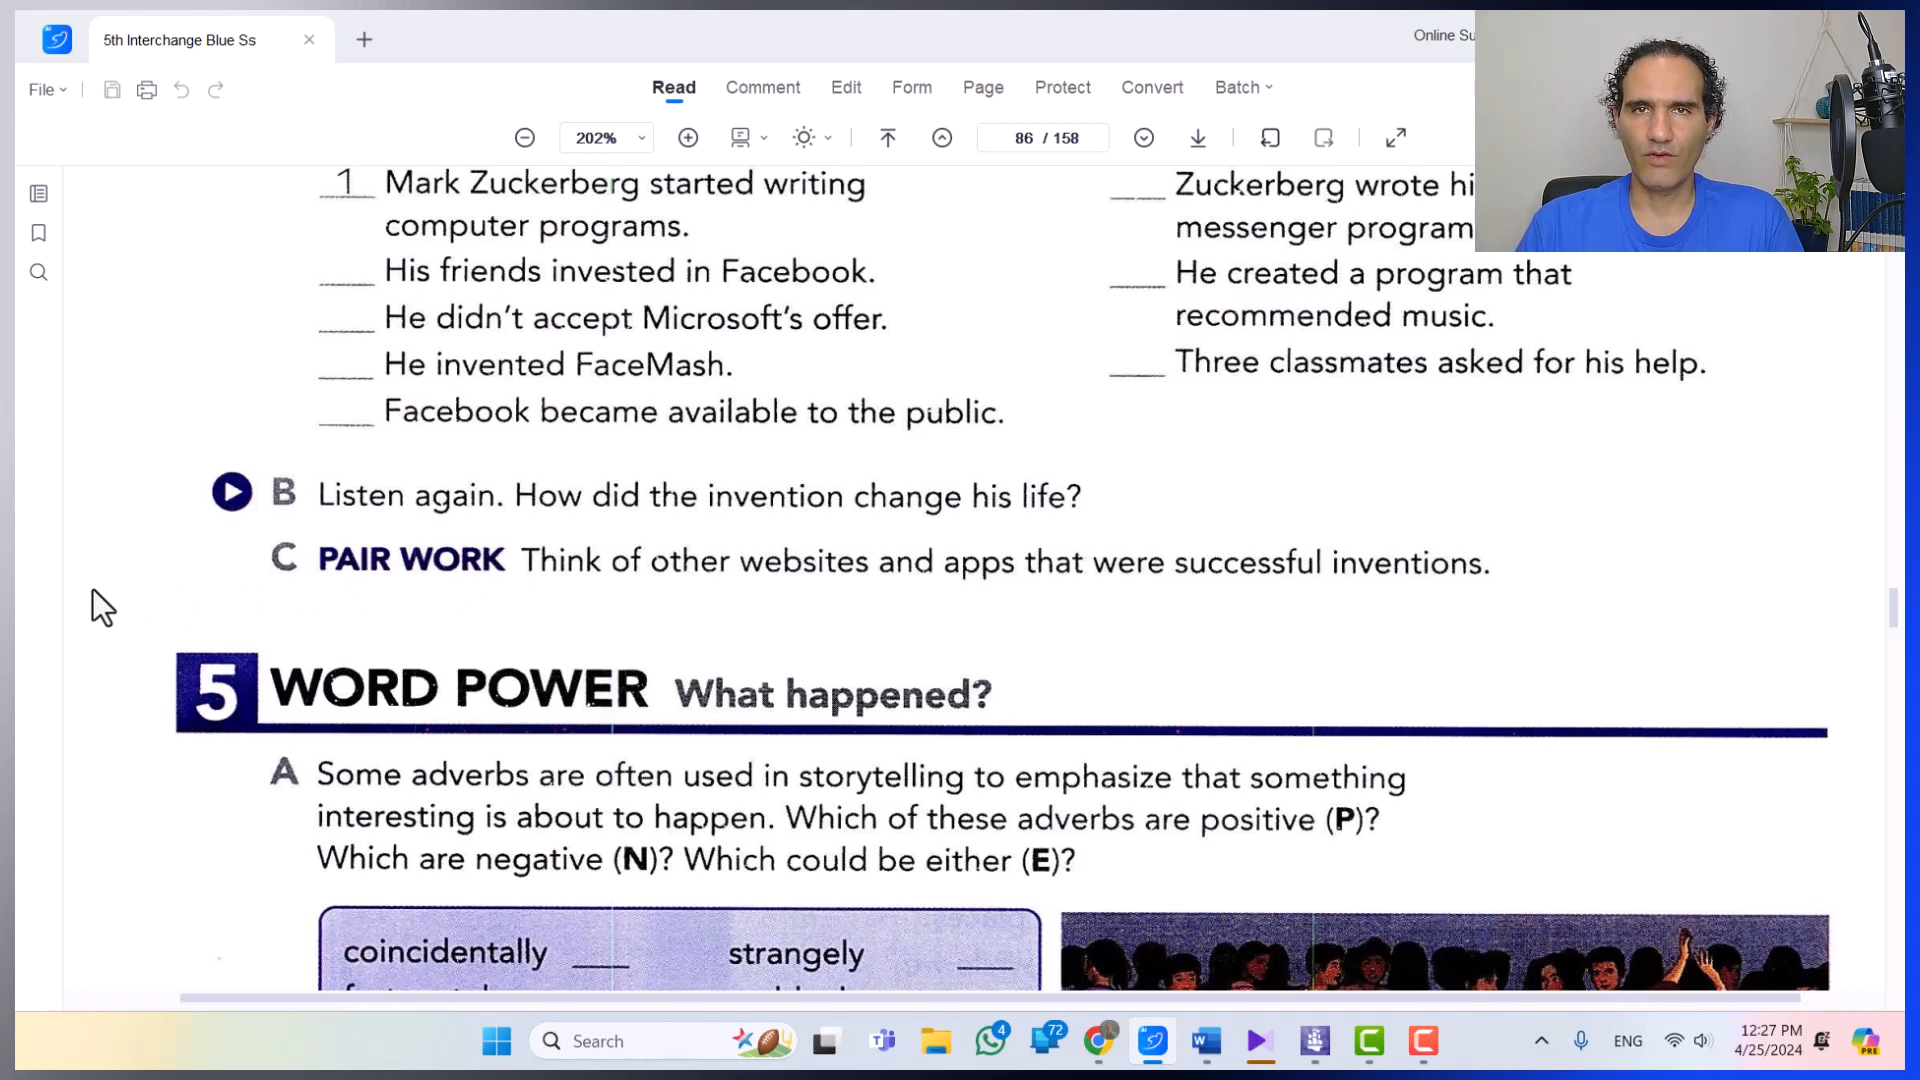 5th Interchange Blue Ss
Online Su
File
Read
Comment
Edit
Form
Page
Protect
Convert
Batch
202%
86 / 158
1 Mark Zuckerberg started writing
computer programs.
His friends invested in Facebook.
He didn't accept Microsoft's offer.
He invented FaceMash.
Facebook became available to the public.
Zuckerberg wrote hi
messenger program
He created a program that
recommended music.
Three classmates asked for his help.
B Listen again. How did the invention change his life?
C PAIR WORK Think of other websites and apps that were successful inventions.
5 WORD POWER What happened?
A Some adverbs are often used in storytelling to emphasize that something
interesting is about to happen. Which of these adverbs are positive (P)?
Which are negative (N)? Which could be either (E)?
coincidentally
strangely
Search
4
72
ENG
12:27 PM
4/25/2024
PRE